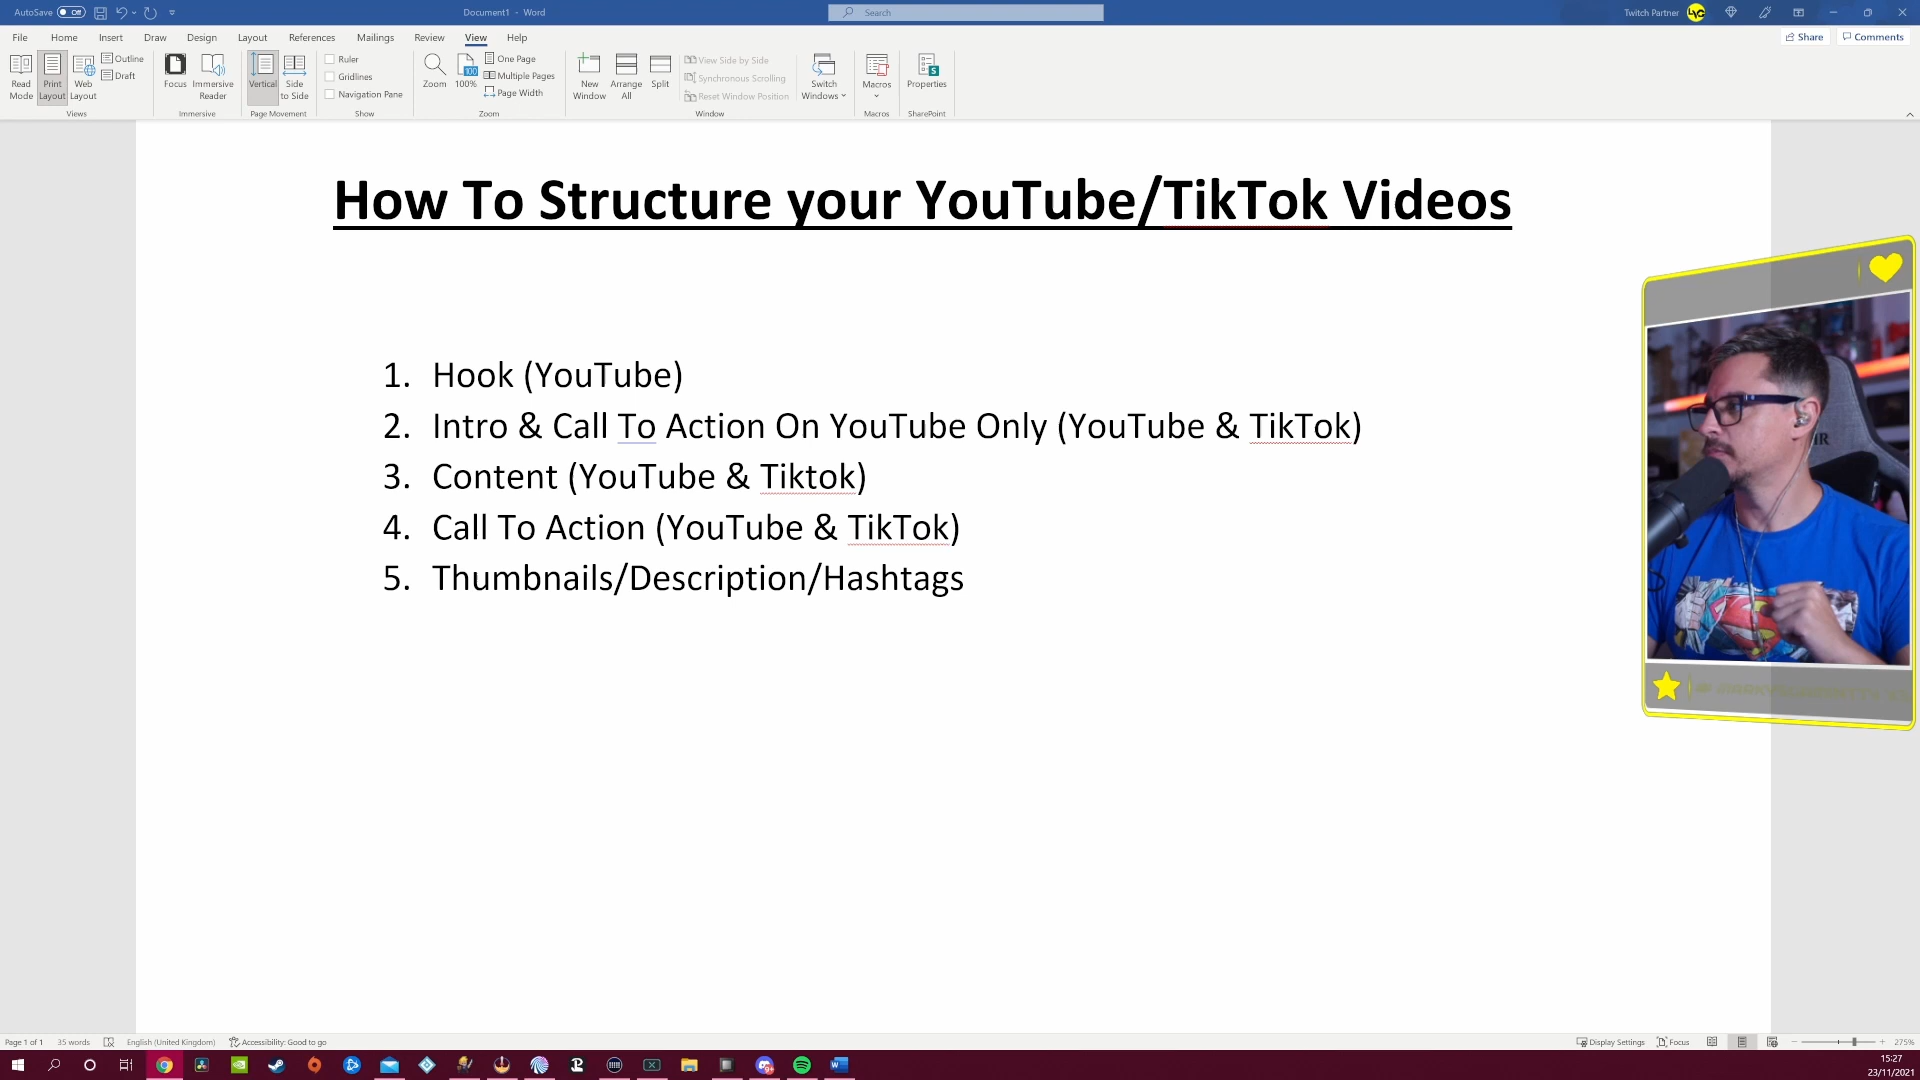 AutoSave Off Document1 - Word Search Twitch Partner
File Home Insert Draw Design Layout References Mailings Review View Help Share Comments
Read Mode Print Layout Web Layout Outline Draft Focus Immersive Reader Vertical Side to Side Ruler Gridlines Navigation Pane Zoom 100% One Page Multiple Pages Page Width New Window Arrange All Split View Side by Side Synchronous Scrolling Reset Window Position Switch Windows Macros Properties
Views Immersive Page Movement Show Zoom Window Macros SharePoint
How To Structure your YouTube/TikTok Videos
1. Hook (YouTube)
2. Intro & Call To Action On YouTube Only (YouTube & TikTok)
3. Content (YouTube & Tiktok)
4. Call To Action (YouTube & TikTok)
5. Thumbnails/Description/Hashtags
Page 1 of 1 35 words English (United Kingdom) Accessibility: Good to go Display Settings Focus 275%
15:27
23/11/2021